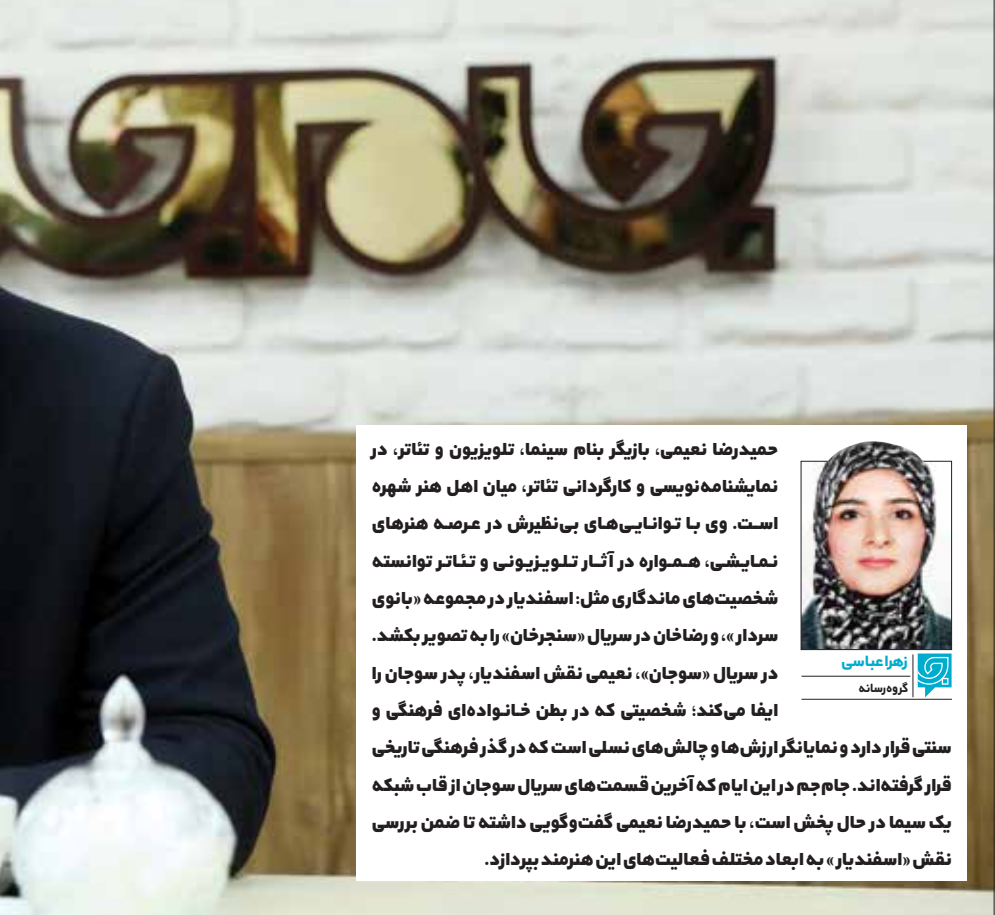 جام‌جم
حمیدرضا نعیمی، بازیگر بنام سینما، تلویزیون و تئاتر، در
نمایشنامه‌نویسی و کارگردانی تئاتر، میان اهل هنر شهره
است. وی با توانایی‌های بی‌نظیرش در عرصه هنرهای
نمایشی، همواره در آثار تلویزیونی و تئاتر توانسته
شخصیت‌های ماندگاری مثل: اسفندیار در مجموعه «بانوی
سردار»، و رضاخان در سریال «سنجرخان» را به تصویر بکشد.
در سریال «سوجان»، نعیمی نقش اسفندیار، پدر سوجان را
ایفا می‌کند؛ شخصیتی که در بطن خانواده‌ای فرهنگی و
سنتی قرار دارد و نمایانگر ارزش‌ها و چالش‌های نسلی است که در گذر فرهنگی تاریخی
قرار گرفته‌اند. جام‌جم در این ایام که آخرین قسمت‌های سریال سوجان از قاب شبکه
یک سیما در حال پخش است، با حمیدرضا نعیمی گفت‌وگویی داشته تا ضمن بررسی
نقش «اسفندیار» به ابعاد مختلف فعالیت‌های این هنرمند بپردازد.
زهرا عباسی
گروه رسانه